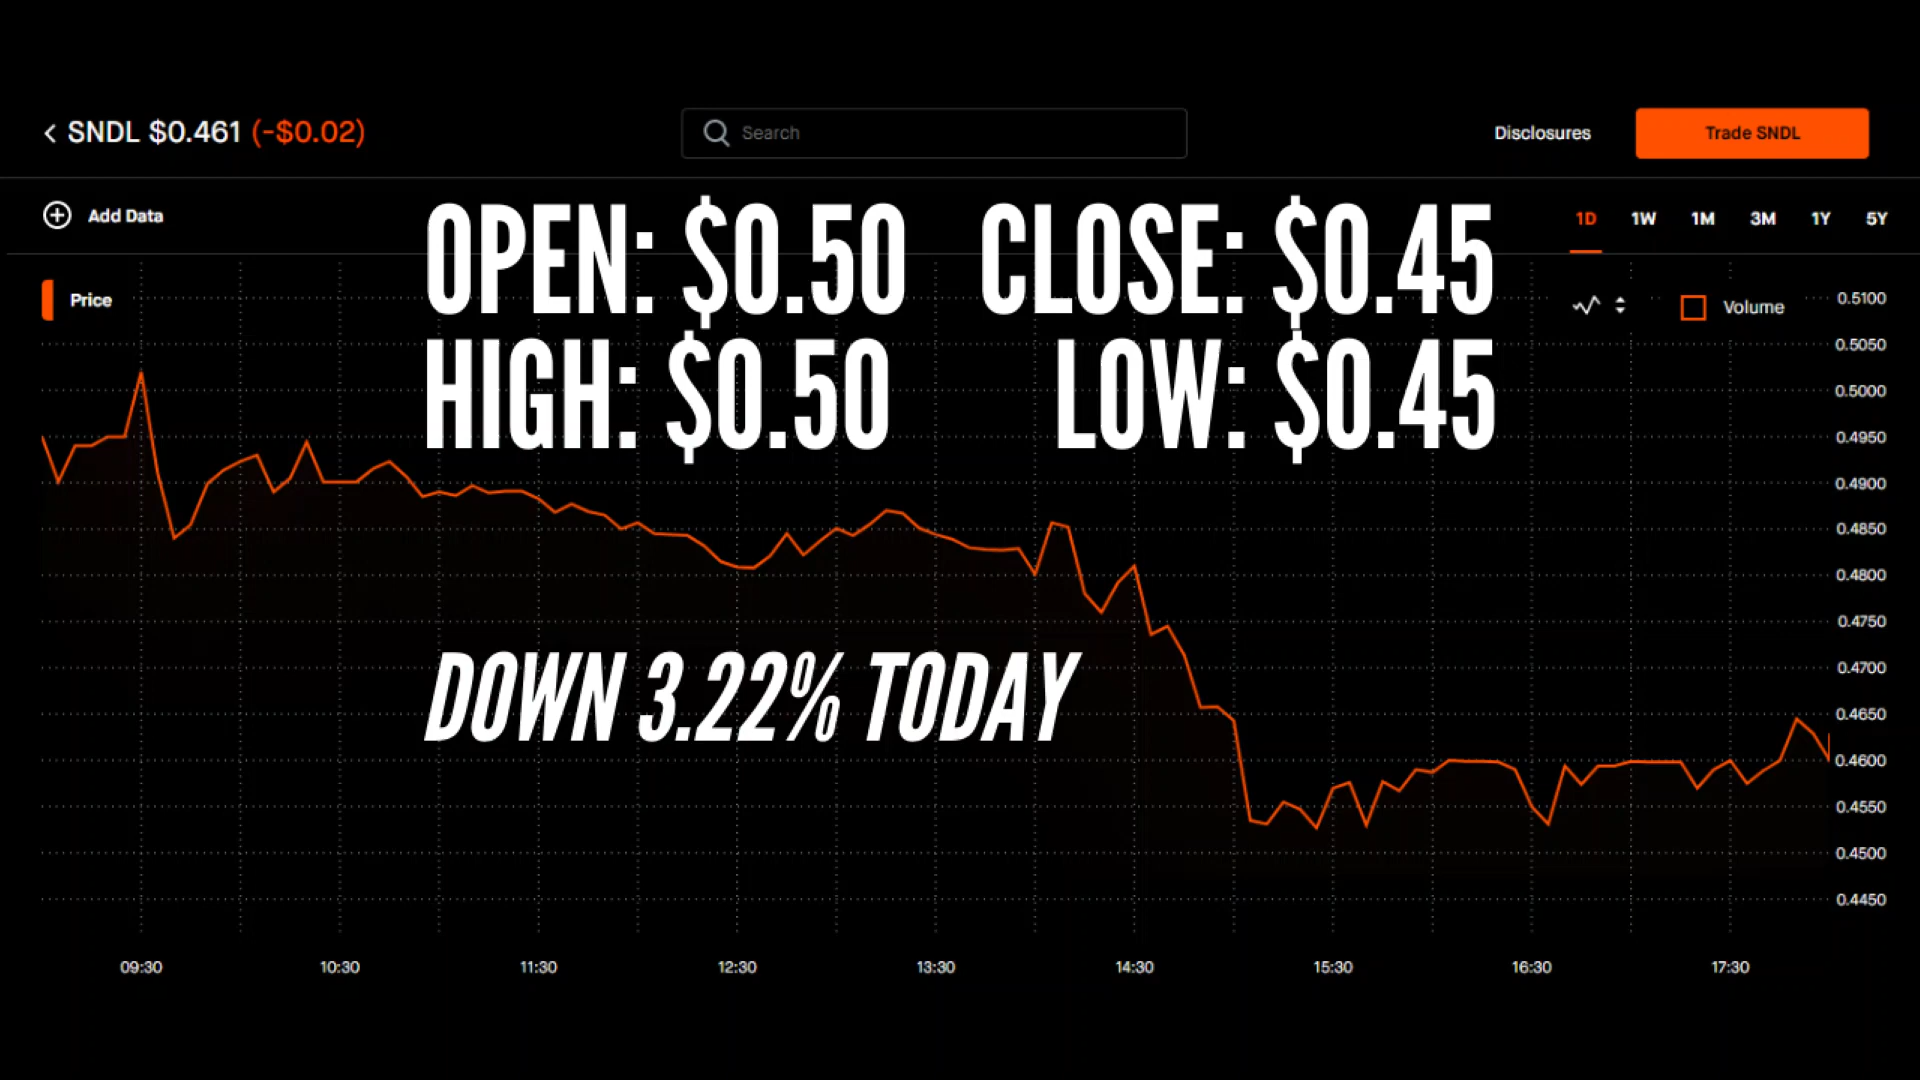 SNDL $0.461 (-$0.02)
Search
Disclosures
Trade SNDL
Add Data
1D 1W 1M 3M 1Y 5Y
OPEN: $0.50 CLOSE: $0.45
HIGH: $0.50 LOW: $0.45
Price
Volume
0.5100
0.5050
0.5000
0.4950
0.4900
0.4850
0.4800
0.4750
0.4700
0.4650
0.4600
0.4550
0.4500
0.4450
DOWN 3.22% TODAY
09:30 10:30 11:30 12:30 13:30 14:30 15:30 16:30 17:30